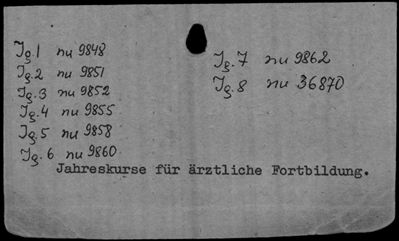 Jg.1 nu 9848
Jg.2 nu 9851
Jg.3 nu 9852
Jg.4 nu 9855
Jg.5 nu 9858
Jg.6 nu 9860
Jg.7 nu 9862
Jg.8 nu 36870
Jahreskurse für ärztliche Fortbildung.